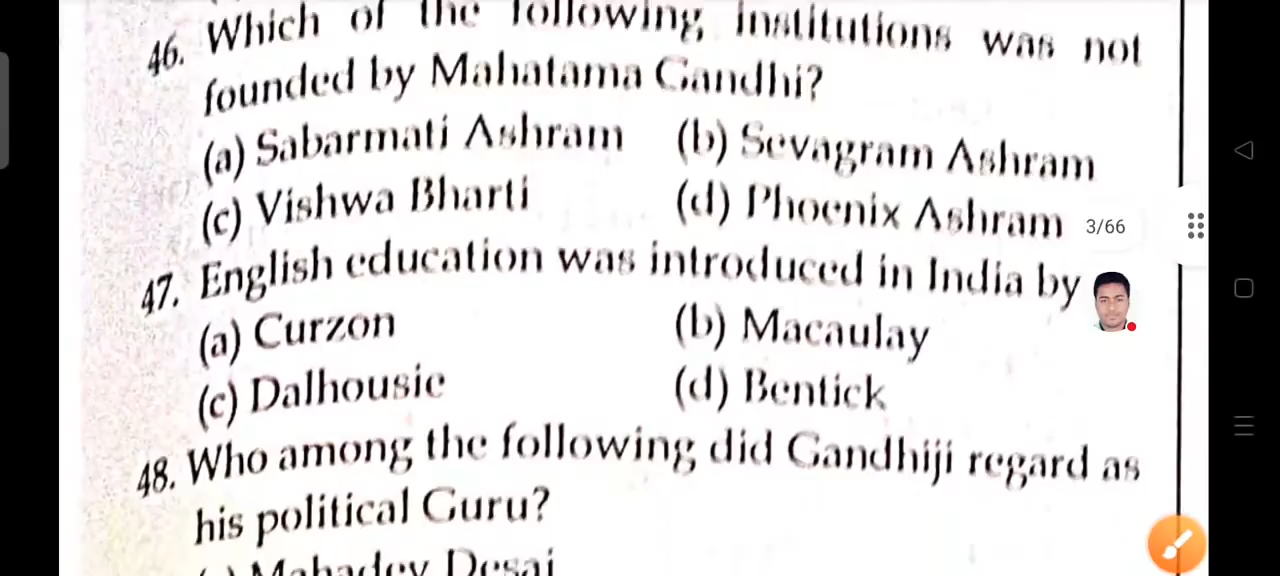 46. Which of the following institutions was not
founded by Mahatama Gandhi?
(a) Sabarmati Ashram (b) Sevagram Ashram
(c) Vishwa Bharti (d) Phoenix Ashram
3/66
47. English education was introduced in India by
(a) Curzon (b) Macaulay
(c) Dalhousie (d) Bentick
48. Who among the following did Gandhiji regard as
his political Guru?
Mahadev Desai